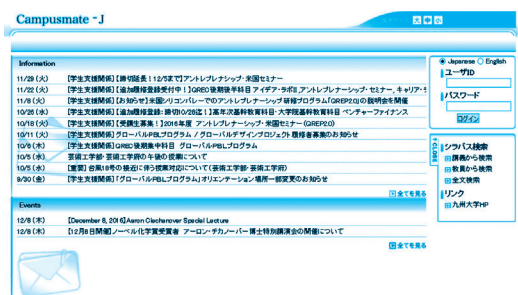 Campusmate - J
大 中 小
Information
11/29 (火) 【学生支援関係】【締切延長！12/5まで】アントレプレナーシップ・米国セミナー
11/22 (火) 【学生支援関係】【追加履修登録受付中！】QREC後期後半科目 アイデア・ラボⅡ,アントレプレナーシップ・セミナー, キャリア・
11/8 (火) 【学生支援関係】【お知らせ】米国シリコンバレーでのアントレプレナーシップ研修プログラム「QREP2.0」の説明会を開催
10/26 (水) 【学生支援関係】【追加履修登録: 締切10/28迄】大学院基幹教育科目 ベンチャーファイナンス
10/18 (火) 【学生支援関係】【受講生募集！】2016年度 アントレプレナーシップ・米国セミナー(QREP2.0)
10/11 (火) 【学生支援関係】グローバルPBLプログラム / グローバルデザインプロジェクト履修者募集のお知らせ
10/6 (木) 【学生支援関係】QREC後期集中科目 グローバルPBLプログラム
10/5 (水) 芸術工学部・芸術工学府の午後の授業について
10/5 (水) 【重要】台風18号の接近に伴う授業対応について(芸術工学部・芸術工学府)
9/30 (金) 【学生支援関係】「グローバルPBLプログラム」オリエンテーション場所一部変更のお知らせ
全てを見る
Events
12/8 (木) 【December 8, 2016】Aaron Ciechanover Special Lecture
12/8 (木) 【12月8日開催】ノーベル化学賞受賞者 アーロン・チカノーバー博士特別講演会の開催について
全てを見る
Japanese English
ユーザID
パスワード
ログイン
CLOSE
シラバス検索
講義から検索
教員から検索
全文検索
リンク
九州大学HP